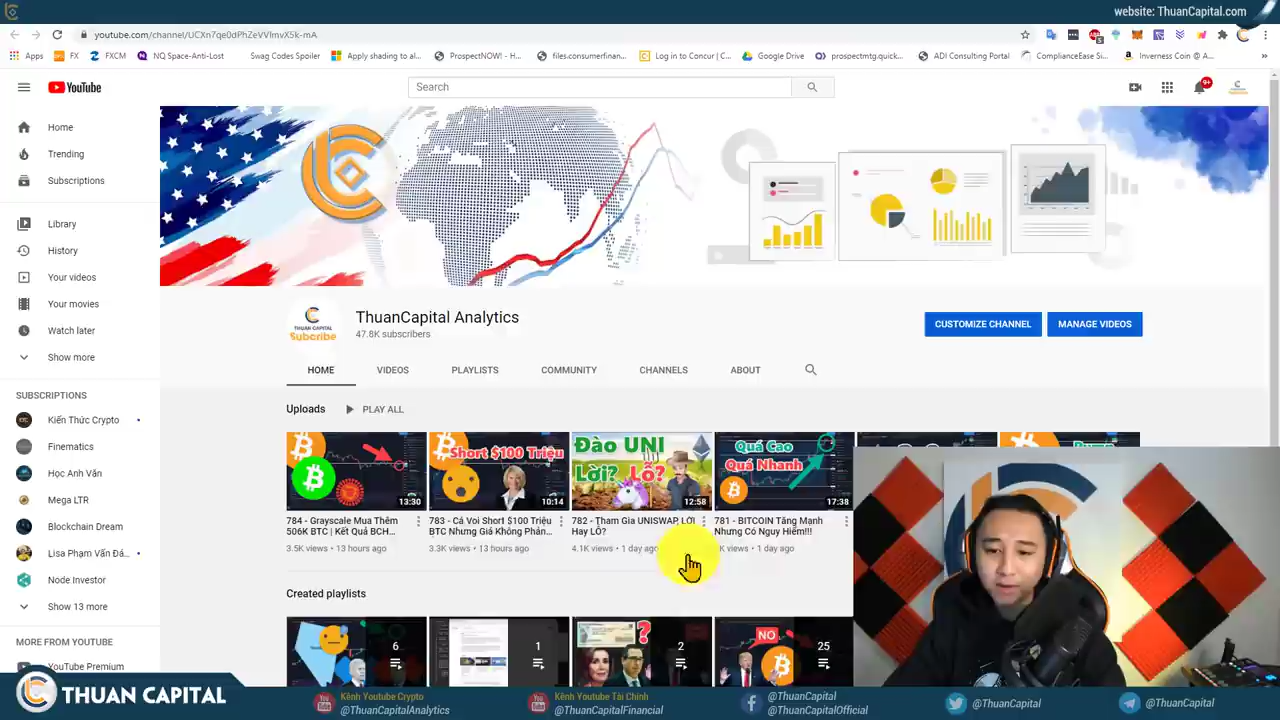 website: ThuanCapital.com
youtube.com/channel/UCXn7qe0dPhZeVVImvX5k-mA
Apps
FX
FXCM
NQ Space-Anti-Lost
Swag Codes Spoiler
Apply shading to al...
ProspectNOW! - H...
files.consumerfinan...
Log in to Concur | C...
Google Drive
prospectmtg.quest...
ADI Consulting Portal
ComplianceEase Si...
Inverness Coin @ A...
YouTube
Search
9+
Home
Trending
Subscriptions
Library
History
Your videos
Your movies
Watch later
Show more
SUBSCRIPTIONS
Kiến Thức Crypto
Finematics
Học Anh Văn
Mega LTR
Blockchain Dream
Lisa Phạm Vấn Đá...
Node Investor
Show 13 more
MORE FROM YOUTUBE
YouTube Premium
THUAN CAPITAL
Subcribe
ThuanCapital Analytics
47.8K subscribers
CUSTOMIZE CHANNEL
MANAGE VIDEOS
HOME
VIDEOS
PLAYLISTS
COMMUNITY
CHANNELS
ABOUT
Uploads
PLAY ALL
13:30
784 - Grayscale Mua Thêm
506K BTC | Kết Quả BCH...
3.5K views • 13 hours ago
Short $100 Triệu
10:14
783 - Cá Voi Short $100 Triệu
BTC Nhưng Giá Không Phản...
3.3K views • 13 hours ago
Đào UNI
Lời? Lỗ?
12:58
782 - Tham Gia UNISWAP LỜI
Hay LỖ?
4.1K views • 1 day ago
Quá Cao
Quá Nhanh
17:38
781 - BITCOIN Tăng Mạnh
Nhưng Có Nguy Hiểm!!!
views • 1 day ago
Created playlists
6
1
2
NO
25
THUAN CAPITAL
Kênh Youtube Crypto
@ThuanCapitalAnalytics
Kênh Youtube Tài Chính
@ThuanCapitalFinancial
@ThuanCapital
@ThuanCapitalOfficial
@ThuanCapital
@ThuanCapital